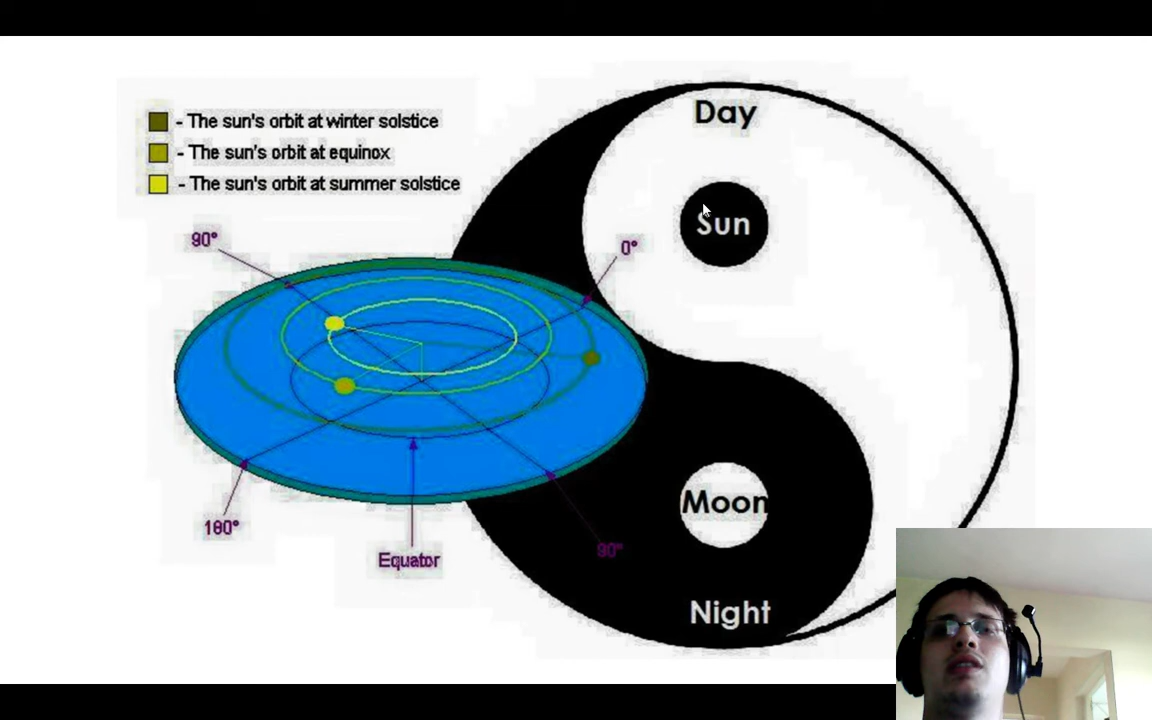 - The sun's orbit at winter solstice
- The sun's orbit at equinox
- The sun's orbit at summer solstice
Day
Sun
90°
0°
Moon
180°
90°
Equator
Night